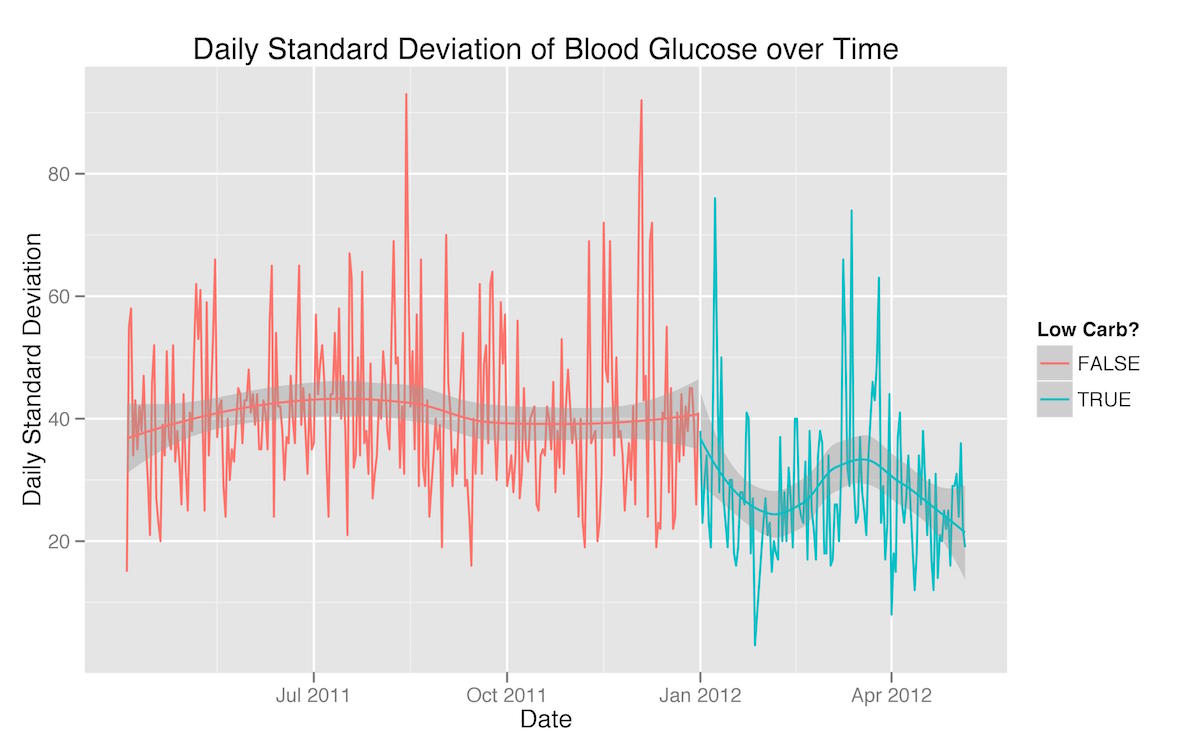 Daily Standard Deviation of Blood Glucose over Time
Daily Standard Deviation
80
60
40
20
Jul 2011
Oct 2011
Jan 2012
Apr 2012
Date
Low Carb?
FALSE
TRUE